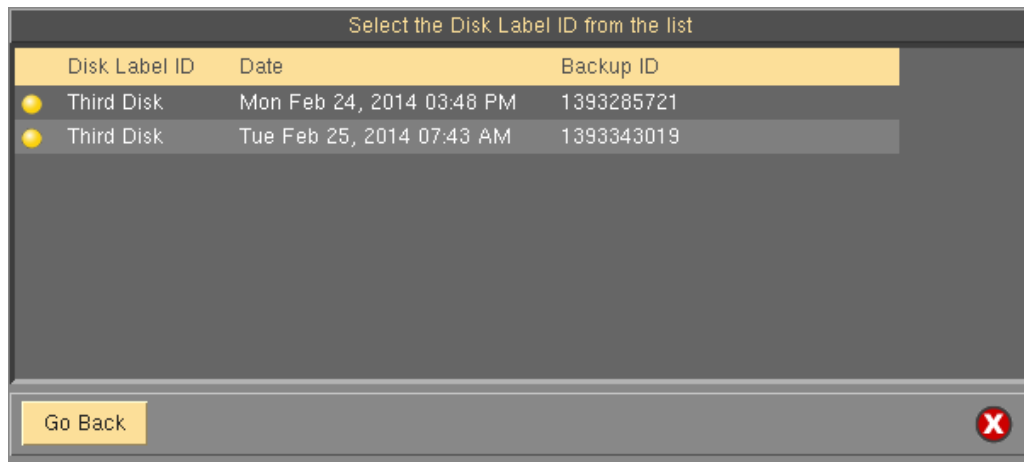 Select the Disk Label ID from the list
Disk Label ID Date Backup ID
Third Disk Mon Feb 24, 2014 03:48 PM 1393285721
Third Disk Tue Feb 25, 2014 07:43 AM 1393343019
Go Back
X